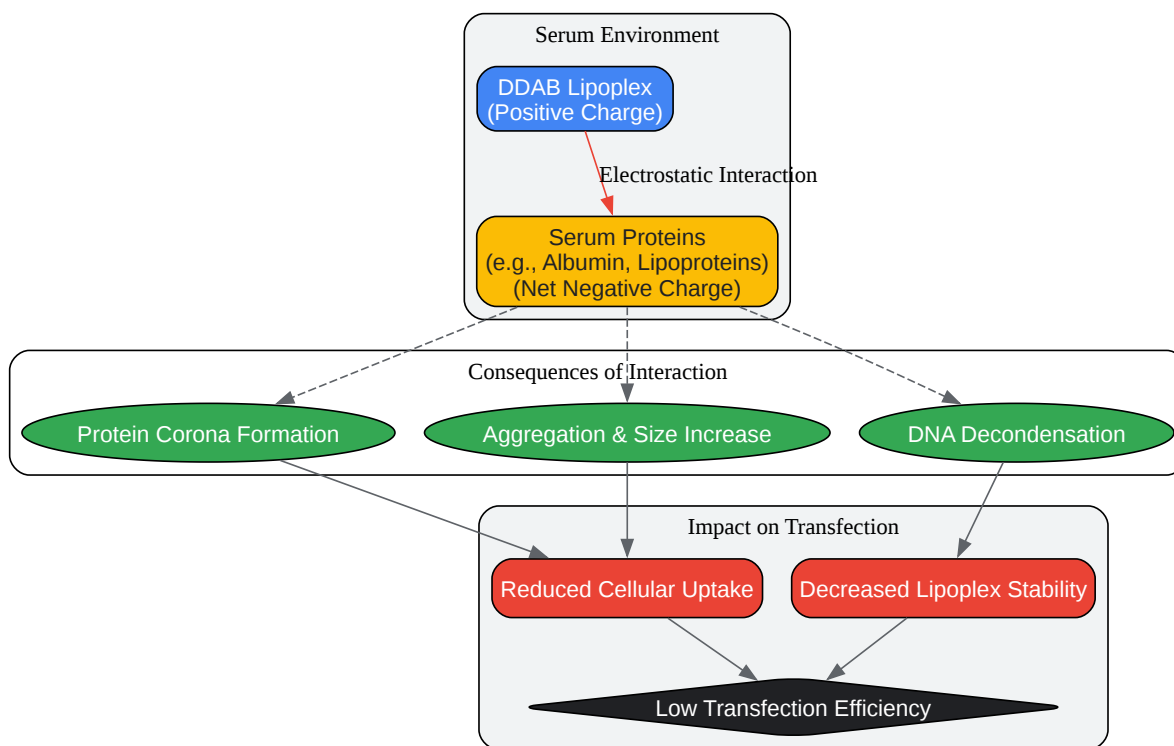 Serum Environment
DDAB Lipoplex
(Positive Charge)
Electrostatic Interaction
Serum Proteins
(e.g., Albumin, Lipoproteins)
(Net Negative Charge)
Consequences of Interaction
Protein Corona Formation
Aggregation & Size Increase
DNA Decondensation
Impact on Transfection
Reduced Cellular Uptake
Decreased Lipoplex Stability
Low Transfection Efficiency